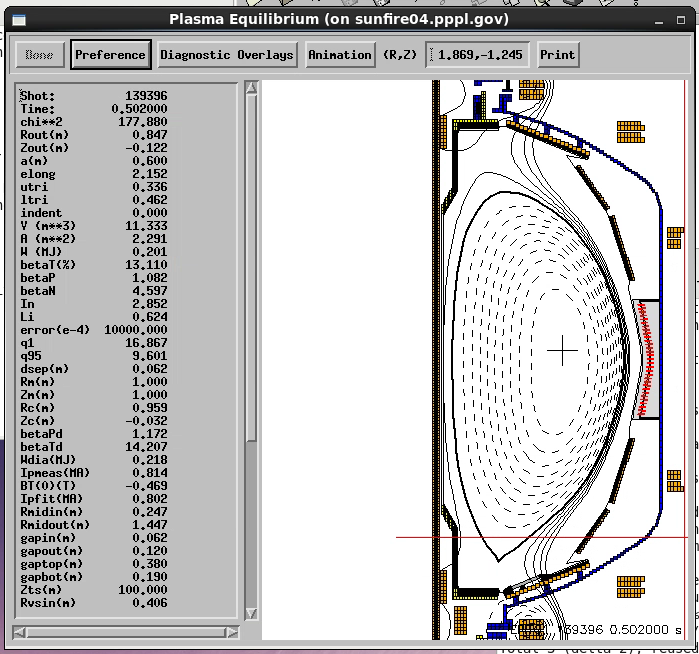 Plasma Equilibrium (on sunfire04.pppl.gov)
Done Preference Diagnostic Overlays Animation (R,Z) 1.869,-1.245 Print
Shot: 139396
Time: 0.502000
chi**2 177.880
Rout(m) 0.847
Zout(m) -0.122
a(m) 0.600
elong 2.152
utri 0.336
ltri 0.462
indent 0.000
V (m**3) 11.333
A (m**2) 2.291
W (MJ) 0.201
betaT(%) 13.110
betaP 1.082
betaN 4.597
In 2.852
Li 0.624
error(e-4) 10000.000
q1 16.867
q95 9.601
dsep(m) 0.062
Rm(m) 1.000
Zm(m) 1.000
Rc(m) 0.959
Zc(m) -0.032
betaPd 1.172
betaTd 14.207
Wdia(MJ) 0.218
Ipmeas(MA) 0.814
BT(0)(T) -0.469
Ipfit(MA) 0.802
Rmidin(m) 0.247
Rmidout(m) 1.447
gapin(m) 0.062
gapout(m) 0.120
gaptop(m) 0.380
gapbot(m) 0.190
Zts(m) 100.000
Rvsin(m) 0.406
139396 0.502000 s